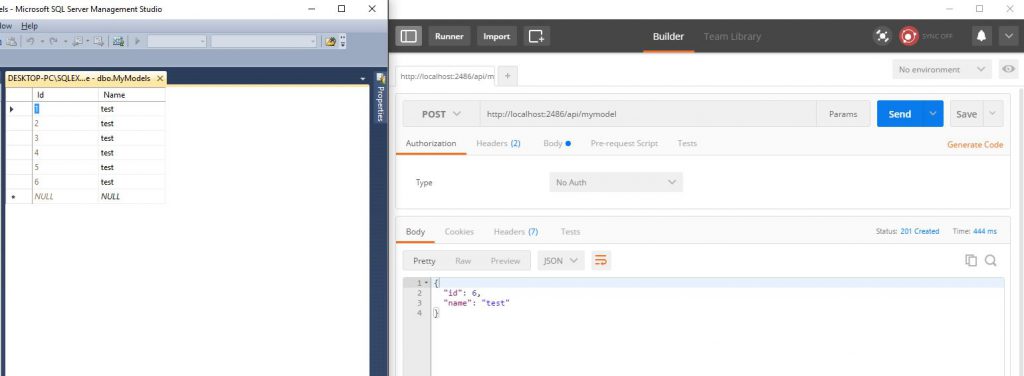 els - Microsoft SQL Server Management Studio
ow Help
DESKTOP-PC\SQLEX...e - dbo.MyModels
Id Name
1 test
2 test
3 test
4 test
5 test
6 test
NULL NULL
Properties
Runner Import Builder Team Library SYNC OFF
http://localhost:2486/api/m + No environment
POST http://localhost:2486/api/mymodel Params Send Save
Authorization Headers (2) Body Pre-request Script Tests Generate Code
Type No Auth
Body Cookies Headers (7) Tests Status: 201 Created Time: 444 ms
Pretty Raw Preview JSON
1 {
2 "id": 6,
3 "name": "test"
4 }